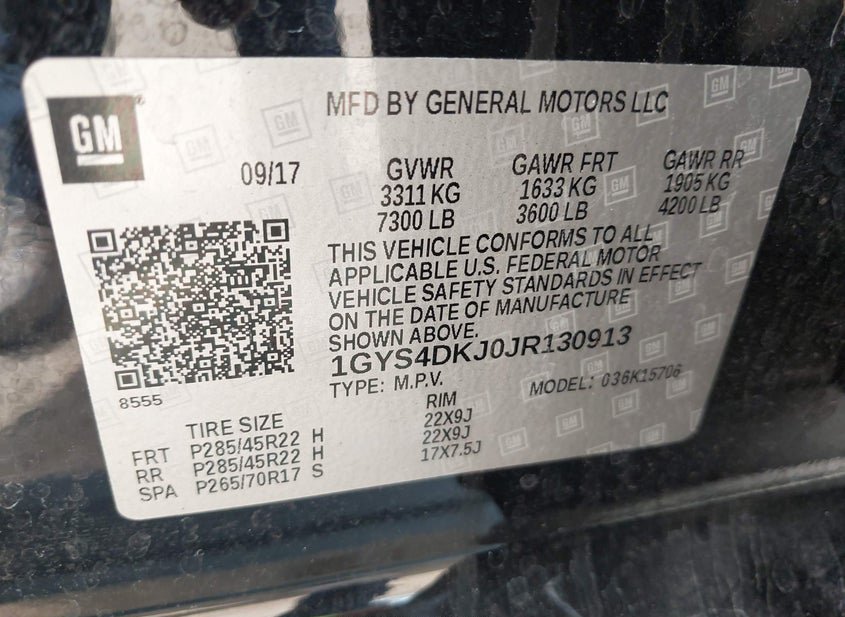 GM
MFD BY GENERAL MOTORS LLC
09/17
GVWR
3311 KG
7300 LB
GAWR FRT
1633 KG
3600 LB
GAWR RR
1905 KG
4200 LB
THIS VEHICLE CONFORMS TO ALL
APPLICABLE U.S. FEDERAL MOTOR
VEHICLE SAFETY STANDARDS IN EFFECT
ON THE DATE OF MANUFACTURE
SHOWN ABOVE.
1GYS4DKJ0JR130913
TYPE: M.P.V.
MODEL: 036K15706
8555
TIRE SIZE RIM
FRT P285/45R22 H 22X9J
RR P285/45R22 H 22X9J
SPA P265/70R17 S 17X7.5J